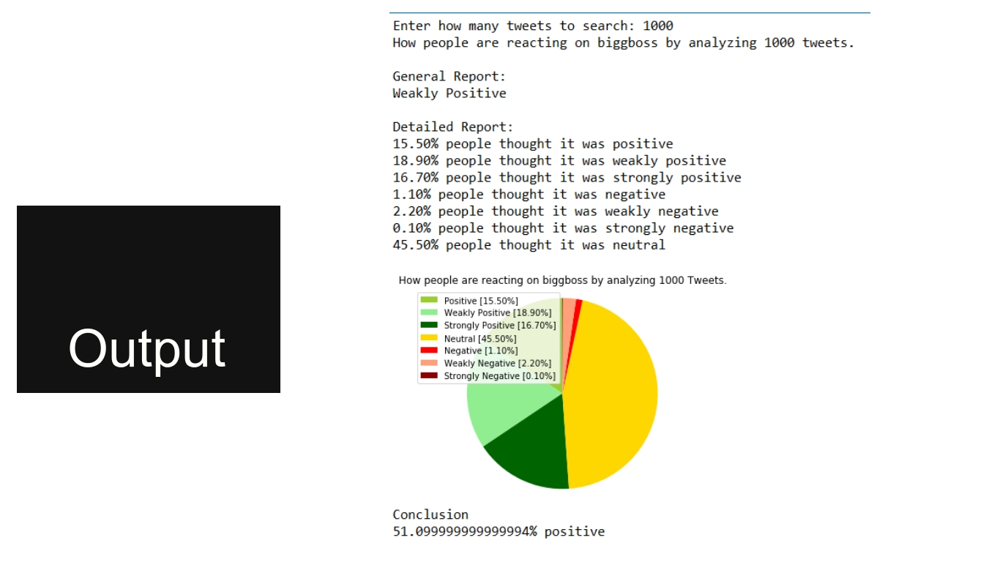 Output
Enter how many tweets to search: 1000
How people are reacting on biggboss by analyzing 1000 tweets.
General Report:
Weakly Positive
Detailed Report:
15.50% people thought it was positive
18.90% people thought it was weakly positive
16.70% people thought it was strongly positive
1.10% people thought it was negative
2.20% people thought it was weakly negative
0.10% people thought it was strongly negative
45.50% people thought it was neutral
How people are reacting on biggboss by analyzing 1000 Tweets.
Positive [15.50%]
Weakly Positive [18.90%]
Strongly Positive [16.70%]
Neutral [45.50%]
Negative [1.10%]
Weakly Negative [2.20%]
Strongly Negative [0.10%]
Conclusion
51.099999999999994% positive